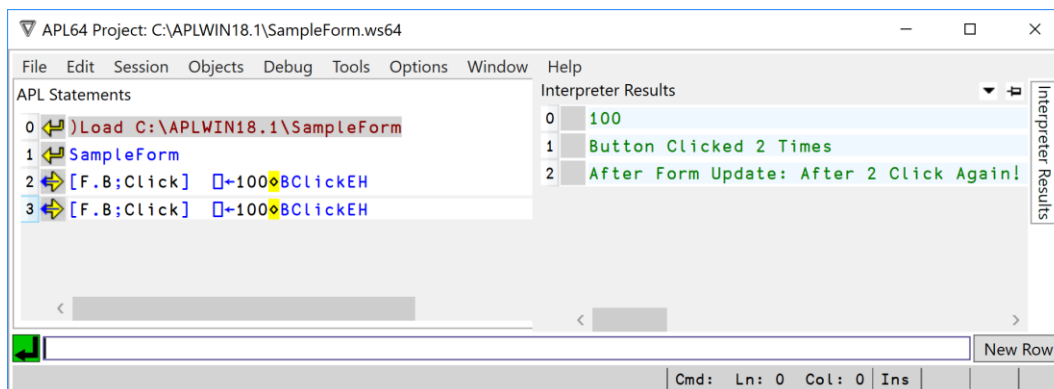 APL64 Project: C:\APLWIN18.1\SampleForm.ws64
File Edit Session Objects Debug Tools Options Window Help
APL Statements
0 )Load C:\APLWIN18.1\SampleForm
1 SampleForm
2 [F.B;Click] ⎕←100⋄BClickEH
3 [F.B;Click] ⎕←100⋄BClickEH
Interpreter Results
0 100
1 Button Clicked 2 Times
2 After Form Update: After 2 Click Again!
Interpreter Results
New Row
Cmd: Ln: 0 Col: 0 Ins